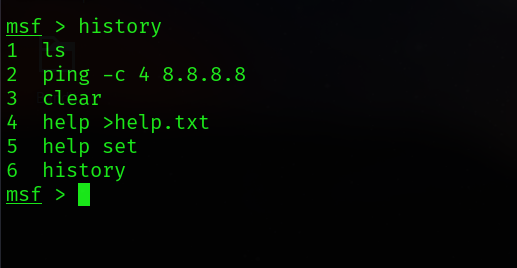 msf > history
1  ls
2  ping -c 4 8.8.8.8
3  clear
4  help >help.txt
5  help set
6  history
msf >